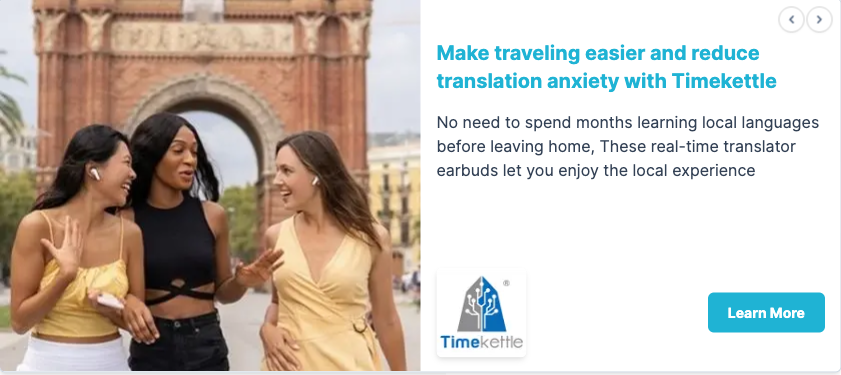 Make traveling easier and reduce
translation anxiety with Timekettle
No need to spend months learning local languages
before leaving home, These real-time translator
earbuds let you enjoy the local experience
®
Timekettle
Learn More